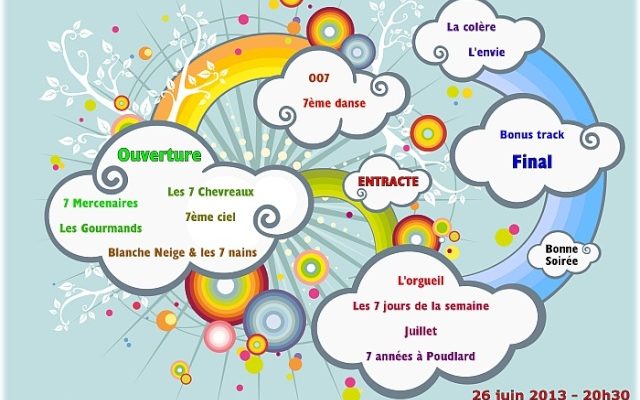 Ouverture
7 Mercenaires
Les 7 Chevreaux
Les Gourmands
7ème ciel
Blanche Neige & les 7 nains
007
7ème danse
ENTRACTE
L'orgueil
Les 7 jours de la semaine
Juillet
7 années à Poudlard
La colère
L'envie
Bonus track
Final
Bonne
Soirée
26 juin 2013 - 20h30